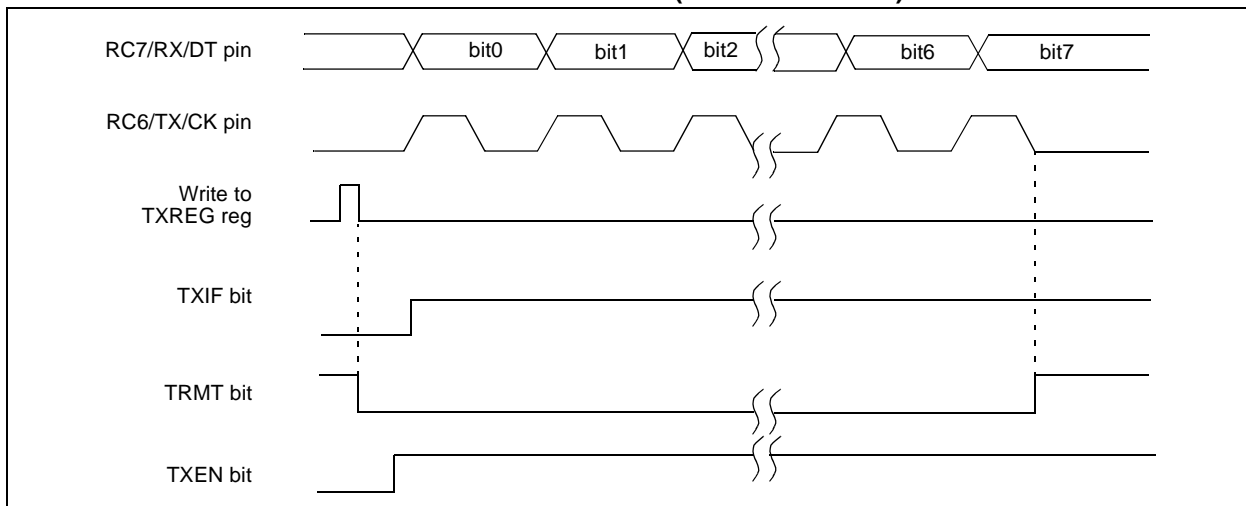 RC7/RX/DT pin
bit0 bit1 bit2 bit6 bit7
RC6/TX/CK pin
Write to
TXREG reg
TXIF bit
TRMT bit
TXEN bit